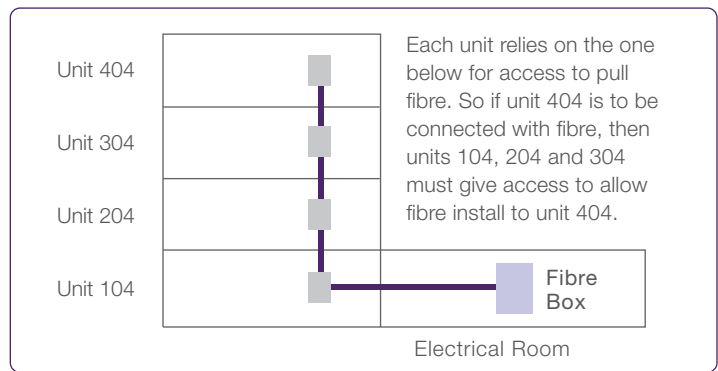 Unit 404
Unit 304
Unit 204
Unit 104
Each unit relies on the one
below for access to pull
fibre. So if unit 404 is to be
connected with fibre, then
units 104, 204 and 304
must give access to allow
fibre install to unit 404.
Fibre
Box
Electrical Room